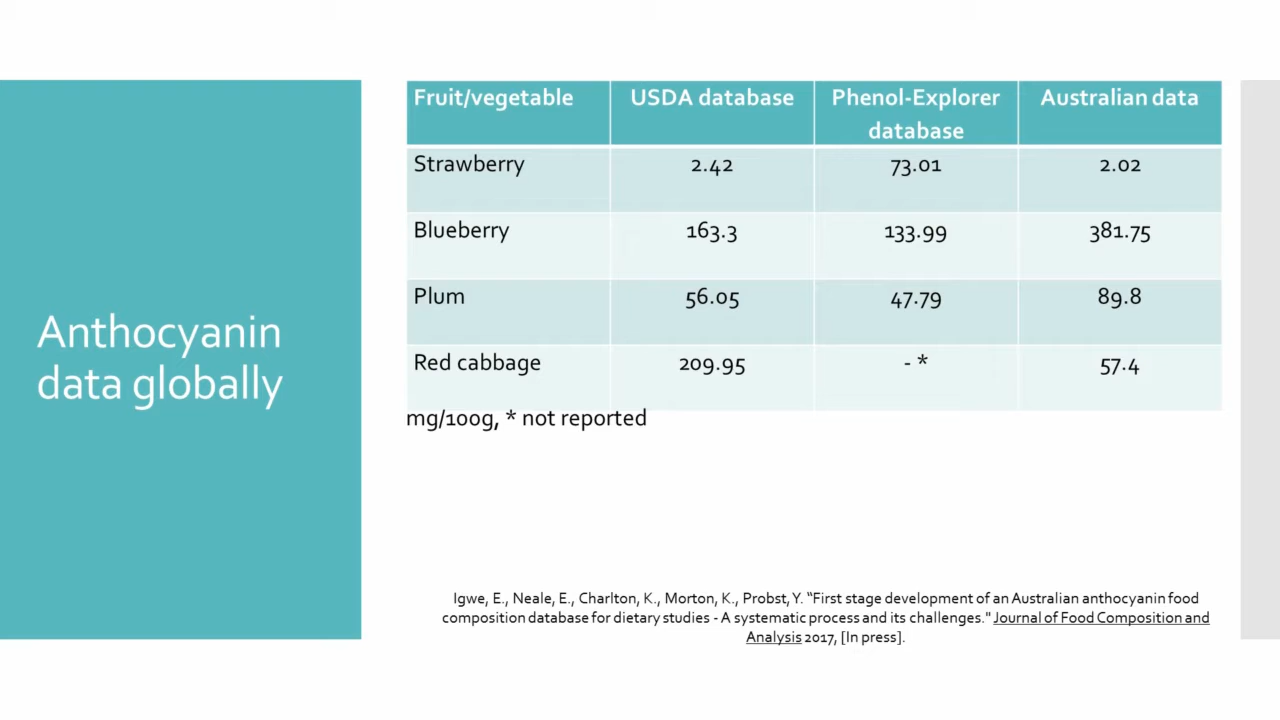 Anthocyanin
data globally
Fruit/vegetable USDA database Phenol-Explorer database Australian data
Strawberry 2.42 73.01 2.02
Blueberry 163.3 133.99 381.75
Plum 56.05 47.79 89.8
Red cabbage 209.95 - * 57.4
mg/100g, * not reported
Igwe, E., Neale, E., Charlton, K., Morton, K., Probst, Y. “First stage development of an Australian anthocyanin food
composition database for dietary studies - A systematic process and its challenges." Journal of Food Composition and
Analysis 2017, [In press].